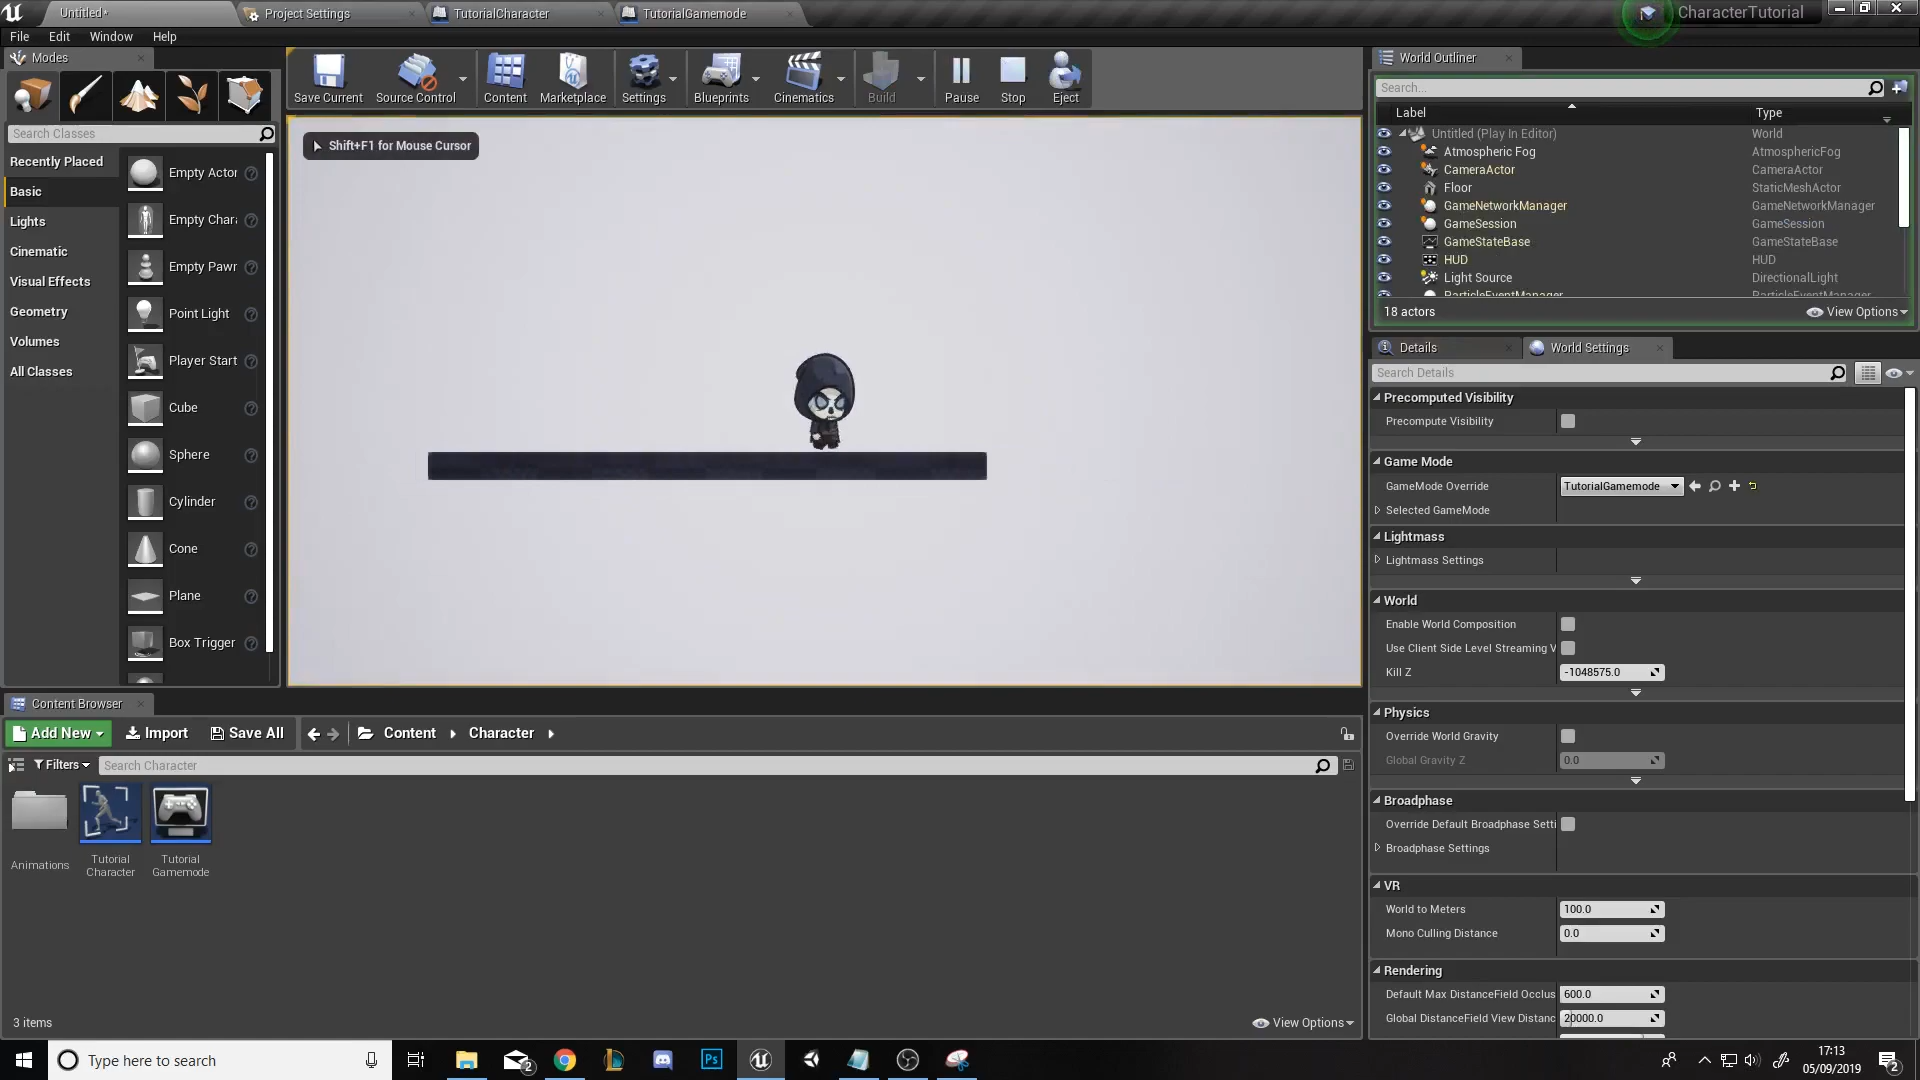 Untitled*
Project Settings
TutorialCharacter
TutorialGamemode
CharacterTutorial
File
Edit
Window
Help
Modes
Search Classes
Recently Placed
Basic
Lights
Cinematic
Visual Effects
Geometry
Volumes
All Classes
Empty Actor
Empty Chara
Empty Pawn
Point Light
Player Start
Cube
Sphere
Cylinder
Cone
Plane
Box Trigger
Save Current
Source Control
Content
Marketplace
Settings
Blueprints
Cinematics
Build
Pause
Stop
Eject
Shift+F1 for Mouse Cursor
World Outliner
Search...
Label
Type
Untitled (Play In Editor)
World
Atmospheric Fog
AtmosphericFog
CameraActor
CameraActor
Floor
StaticMeshActor
GameNetworkManager
GameNetworkManager
GameSession
GameSession
GameStateBase
GameStateBase
HUD
HUD
Light Source
DirectionalLight
ParticleEventManager
ParticleEventManager
18 actors
View Options
Details
World Settings
Search Details
Precomputed Visibility
Precompute Visibility
Game Mode
GameMode Override
TutorialGamemode
Selected GameMode
Lightmass
Lightmass Settings
World
Enable World Composition
Use Client Side Level Streaming V
Kill Z
-1048575.0
Physics
Override World Gravity
Global Gravity Z
0.0
Broadphase
Override Default Broadphase Setti
Broadphase Settings
VR
World to Meters
100.0
Mono Culling Distance
0.0
Rendering
Default Max DistanceField Occlus
600.0
Global DistanceField View Distanc
20000.0
Content Browser
Add New
Import
Save All
Content
Character
Filters
Search Character
Animations
Tutorial
Character
Tutorial
Gamemode
3 items
View Options
Type here to search
2
Ps
17:13
05/09/2019
2